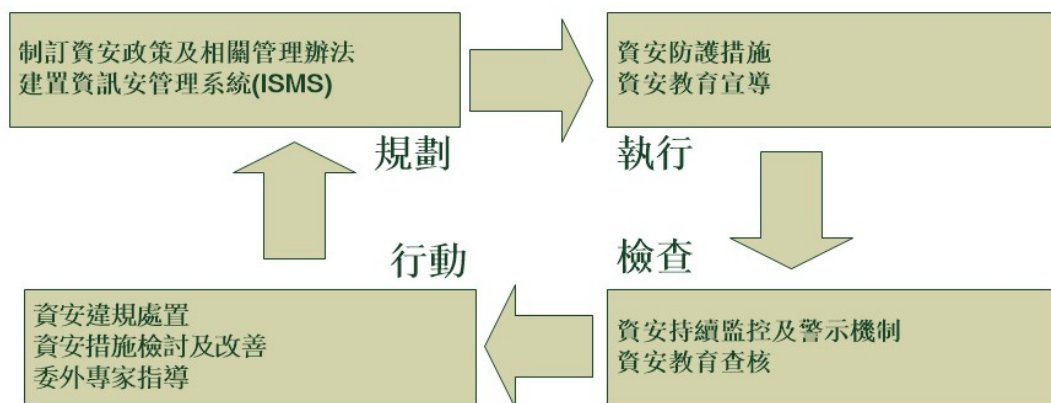 制訂資安政策及相關管理辦法
建置資訊安管理系統(ISMS)
規劃
資安防護措施
資安教育宣導
執行
檢查
資安持續監控及警示機制
資安教育查核
行動
資安違規處置
資安措施檢討及改善
委外專家指導